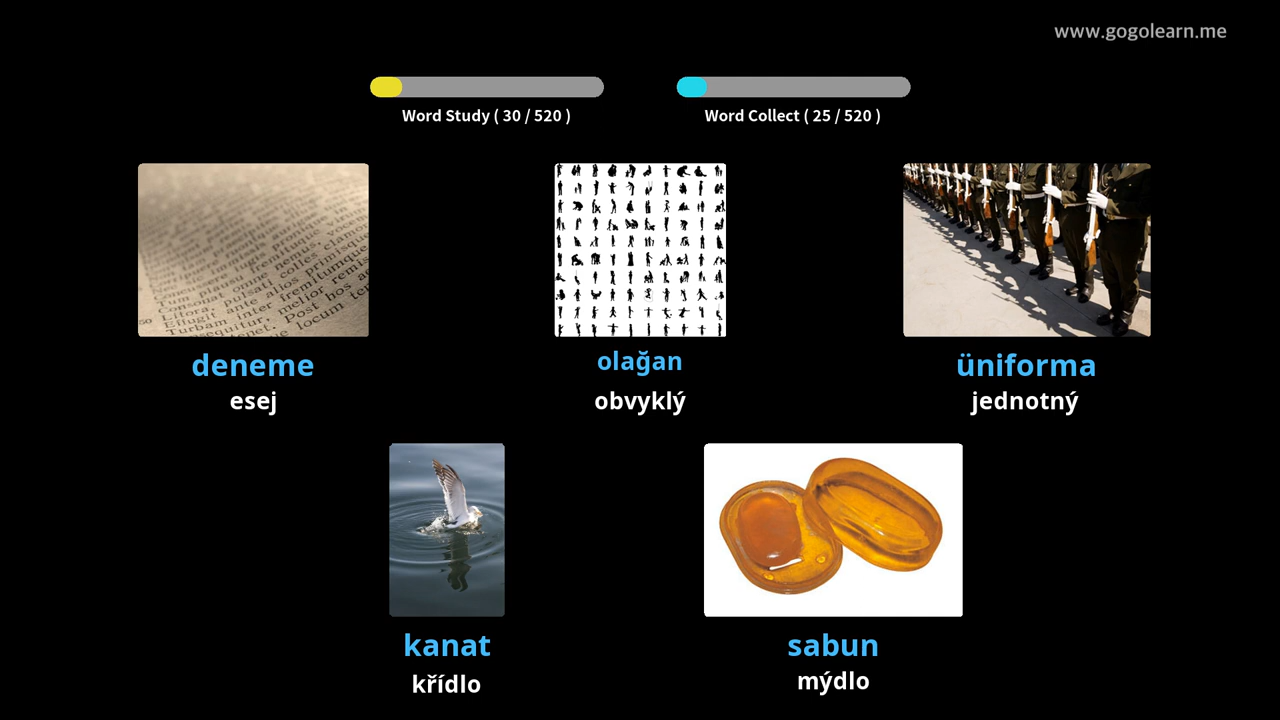 www.gogolearn.me
Word Study ( 30 / 520 )
Word Collect ( 25 / 520 )
deneme
esej
olağan
obvyklý
üniforma
jednotný
kanat
křídlo
sabun
mýdlo